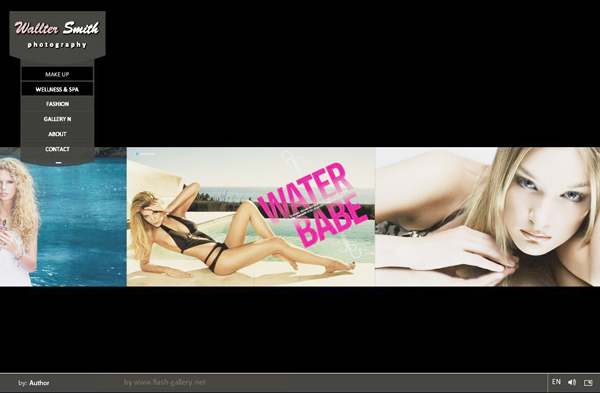 Wallter Smith
photography
MAKE UP
WELLNESS & SPA
FASHION
GALLERY N
ABOUT
CONTACT
WATER
BABE
by: Author
by www.flash-gallery.net
EN